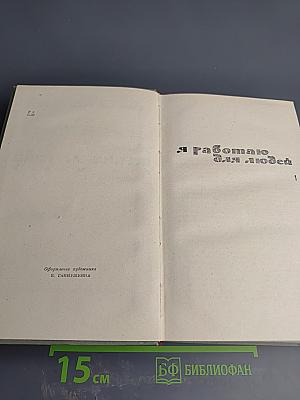 Оформление художника
я работаю
для людей
15 см
БФ БИБЛИОФАН